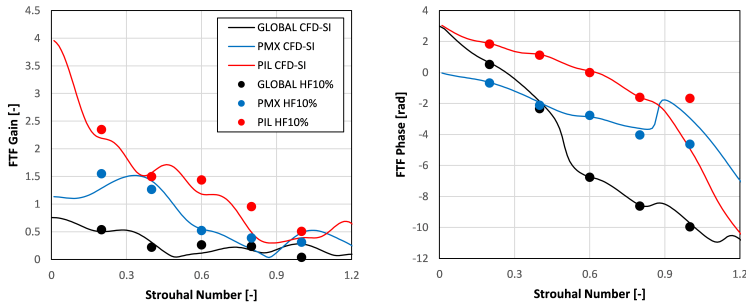 4.5
4
3.5
3
2.5
2
1.5
1
0.5
0
FTF Gain [-]
GLOBAL CFD-SI
PMX CFD-SI
PIL CFD-SI
GLOBAL HF10%
PMX HF10%
PIL HF10%
0 0.3 0.6 0.9 1.2
Strouhal Number [-]
4
2
0
-2
-4
-6
-8
-10
-12
FTF Phase [rad]
0 0.3 0.6 0.9 1.2
Strouhal Number [-]